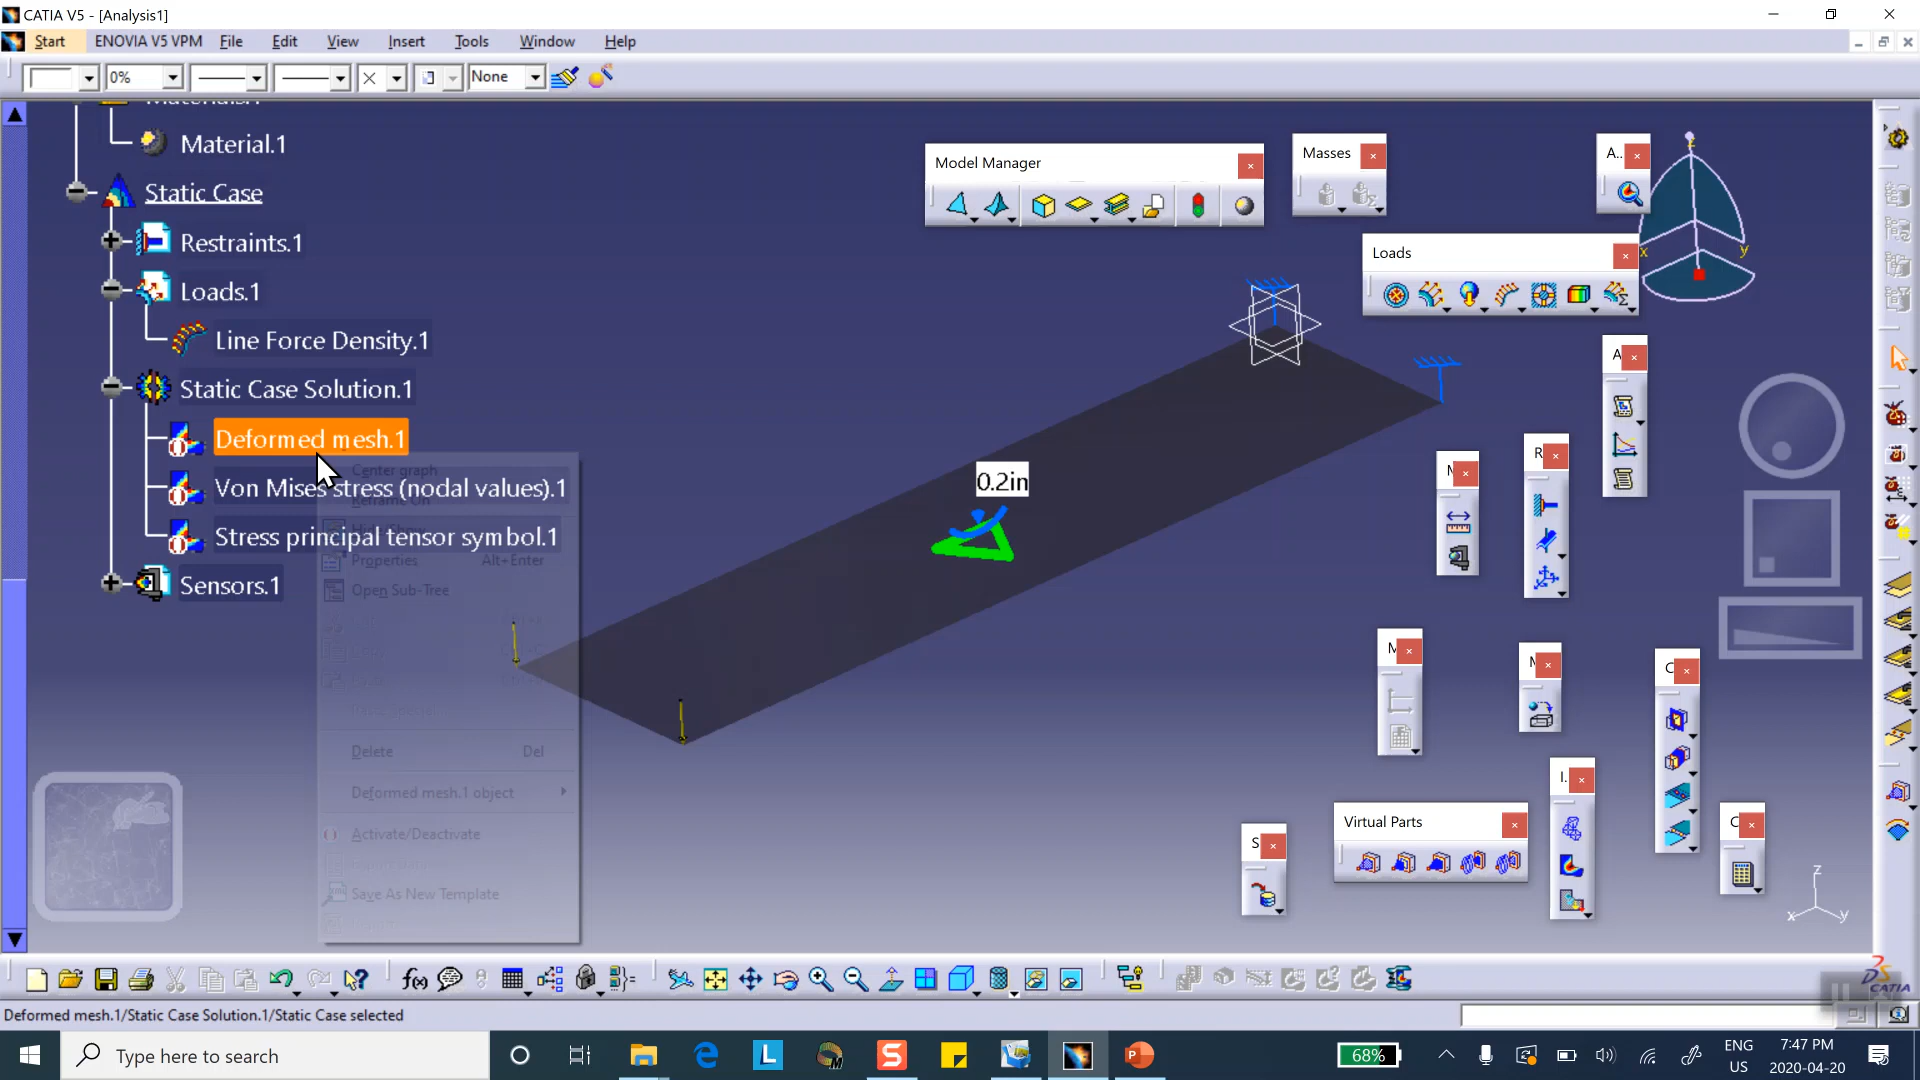 CATIA V5 - [Analysis1]
Start ENOVIA V5 VPM File Edit View Insert Tools Window Help
0% None
Material.1
Static Case
Restraints.1
Loads.1
Line Force Density.1
Static Case Solution.1
Deformed mesh.1
Center graph
Von Mises stress (nodal values).1
Stress principal tensor symbol.1
Properties Alt+Enter
Open Sub-Tree
Sensors.1
Delete Del
Deformed mesh.1 object
Activate/Deactivate
Save As New Template
Model Manager
Masses
A..
Loads
A
R
0.2in
C
I.
Virtual Parts
S
C
z
x y
z
x y
CATIA
Deformed mesh.1/Static Case Solution.1/Static Case selected
Type here to search
68%
ENG
US
7:47 PM
2020-04-20